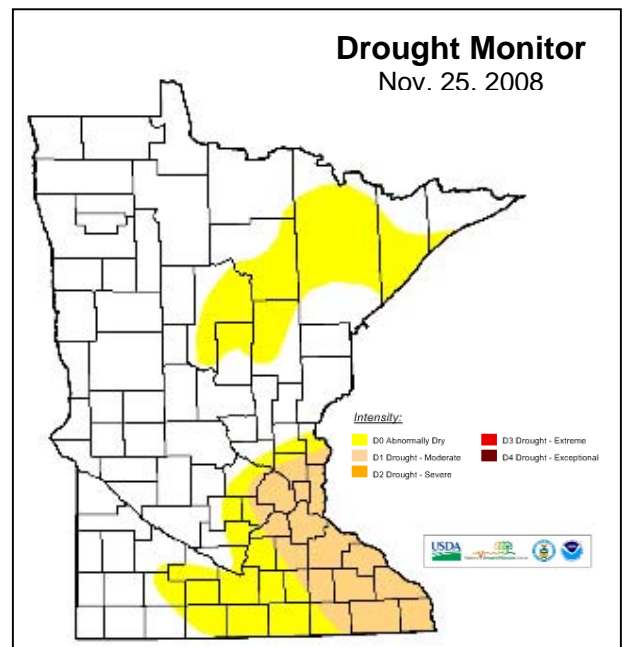 Drought Monitor
Nov. 25, 2008
Intensity:
D0 Abnormally Dry
D1 Drought - Moderate
D2 Drought - Severe
D3 Drought - Extreme
D4 Drought - Exceptional
USDA